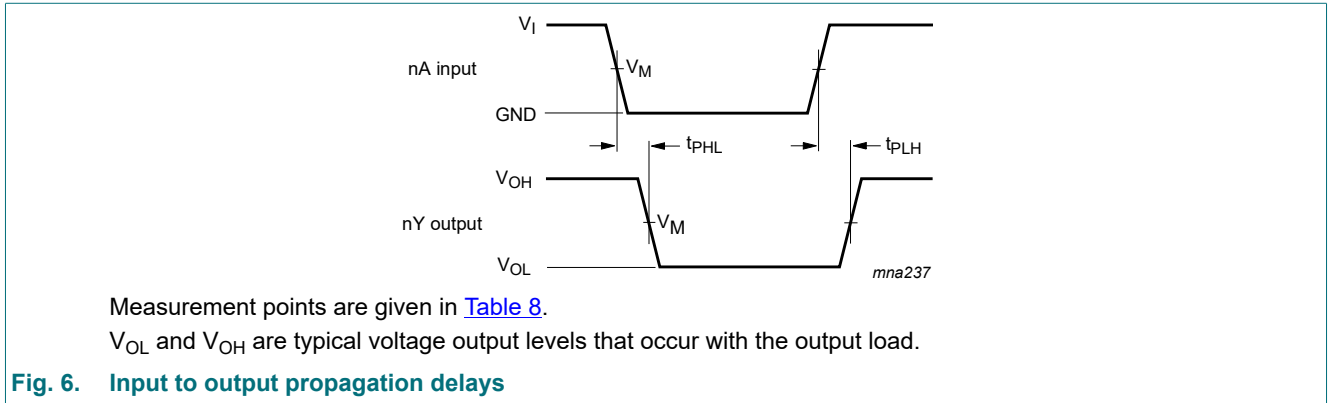 VI
nA input
VM
GND
tPHL
tPLH
VOH
nY output
VM
VOL
mna237
Measurement points are given in Table 8.
VOL and VOH are typical voltage output levels that occur with the output load.
Fig. 6. Input to output propagation delays